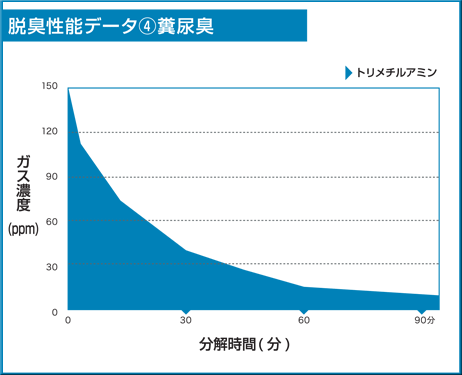 脱臭性能データ④糞尿臭
トリメチルアミン
150
120
90
60
30
0
ガス濃度
(ppm)
0 30 60 90分
分解時間(分)